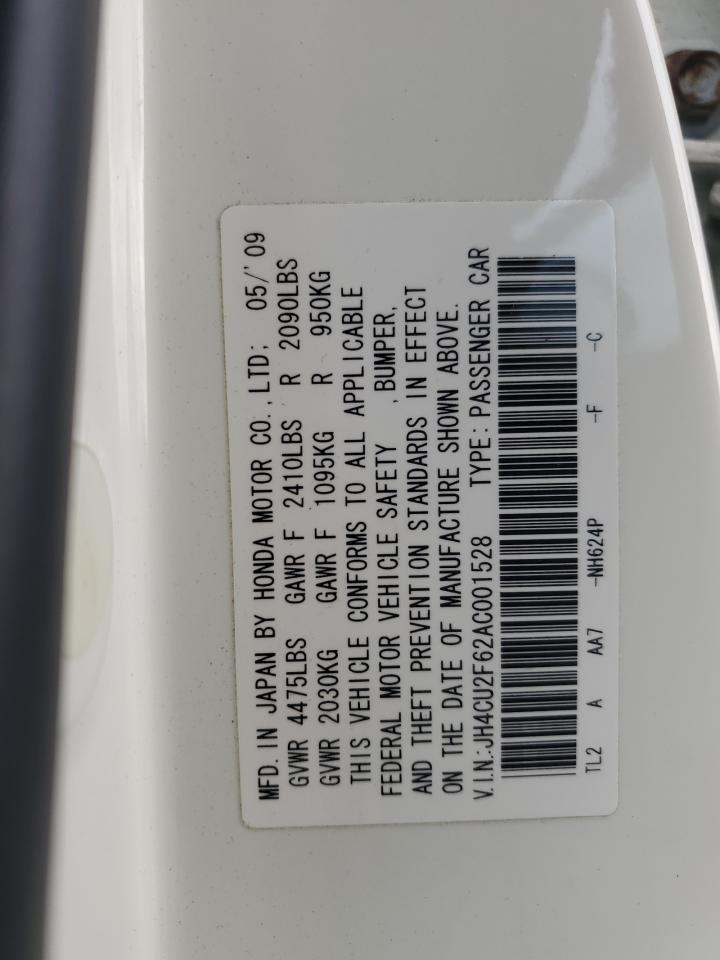 MFD. IN JAPAN BY HONDA MOTOR CO., LTD; 05/'09
GVWR 4475LBS GAWR F 2410LBS R 2090LBS
GVWR 2030KG GAWR F 1095KG R 950KG
THIS VEHICLE CONFORMS TO ALL APPLICABLE
FEDERAL MOTOR VEHICLE SAFETY , BUMPER,
AND THEFT PREVENTION STANDARDS IN EFFECT
ON THE DATE OF MANUFACTURE SHOWN ABOVE.
V.I.N.:JH4CU2F62AC001528 TYPE:PASSENGER CAR
TL2 A AA7 -NH624P -F -C